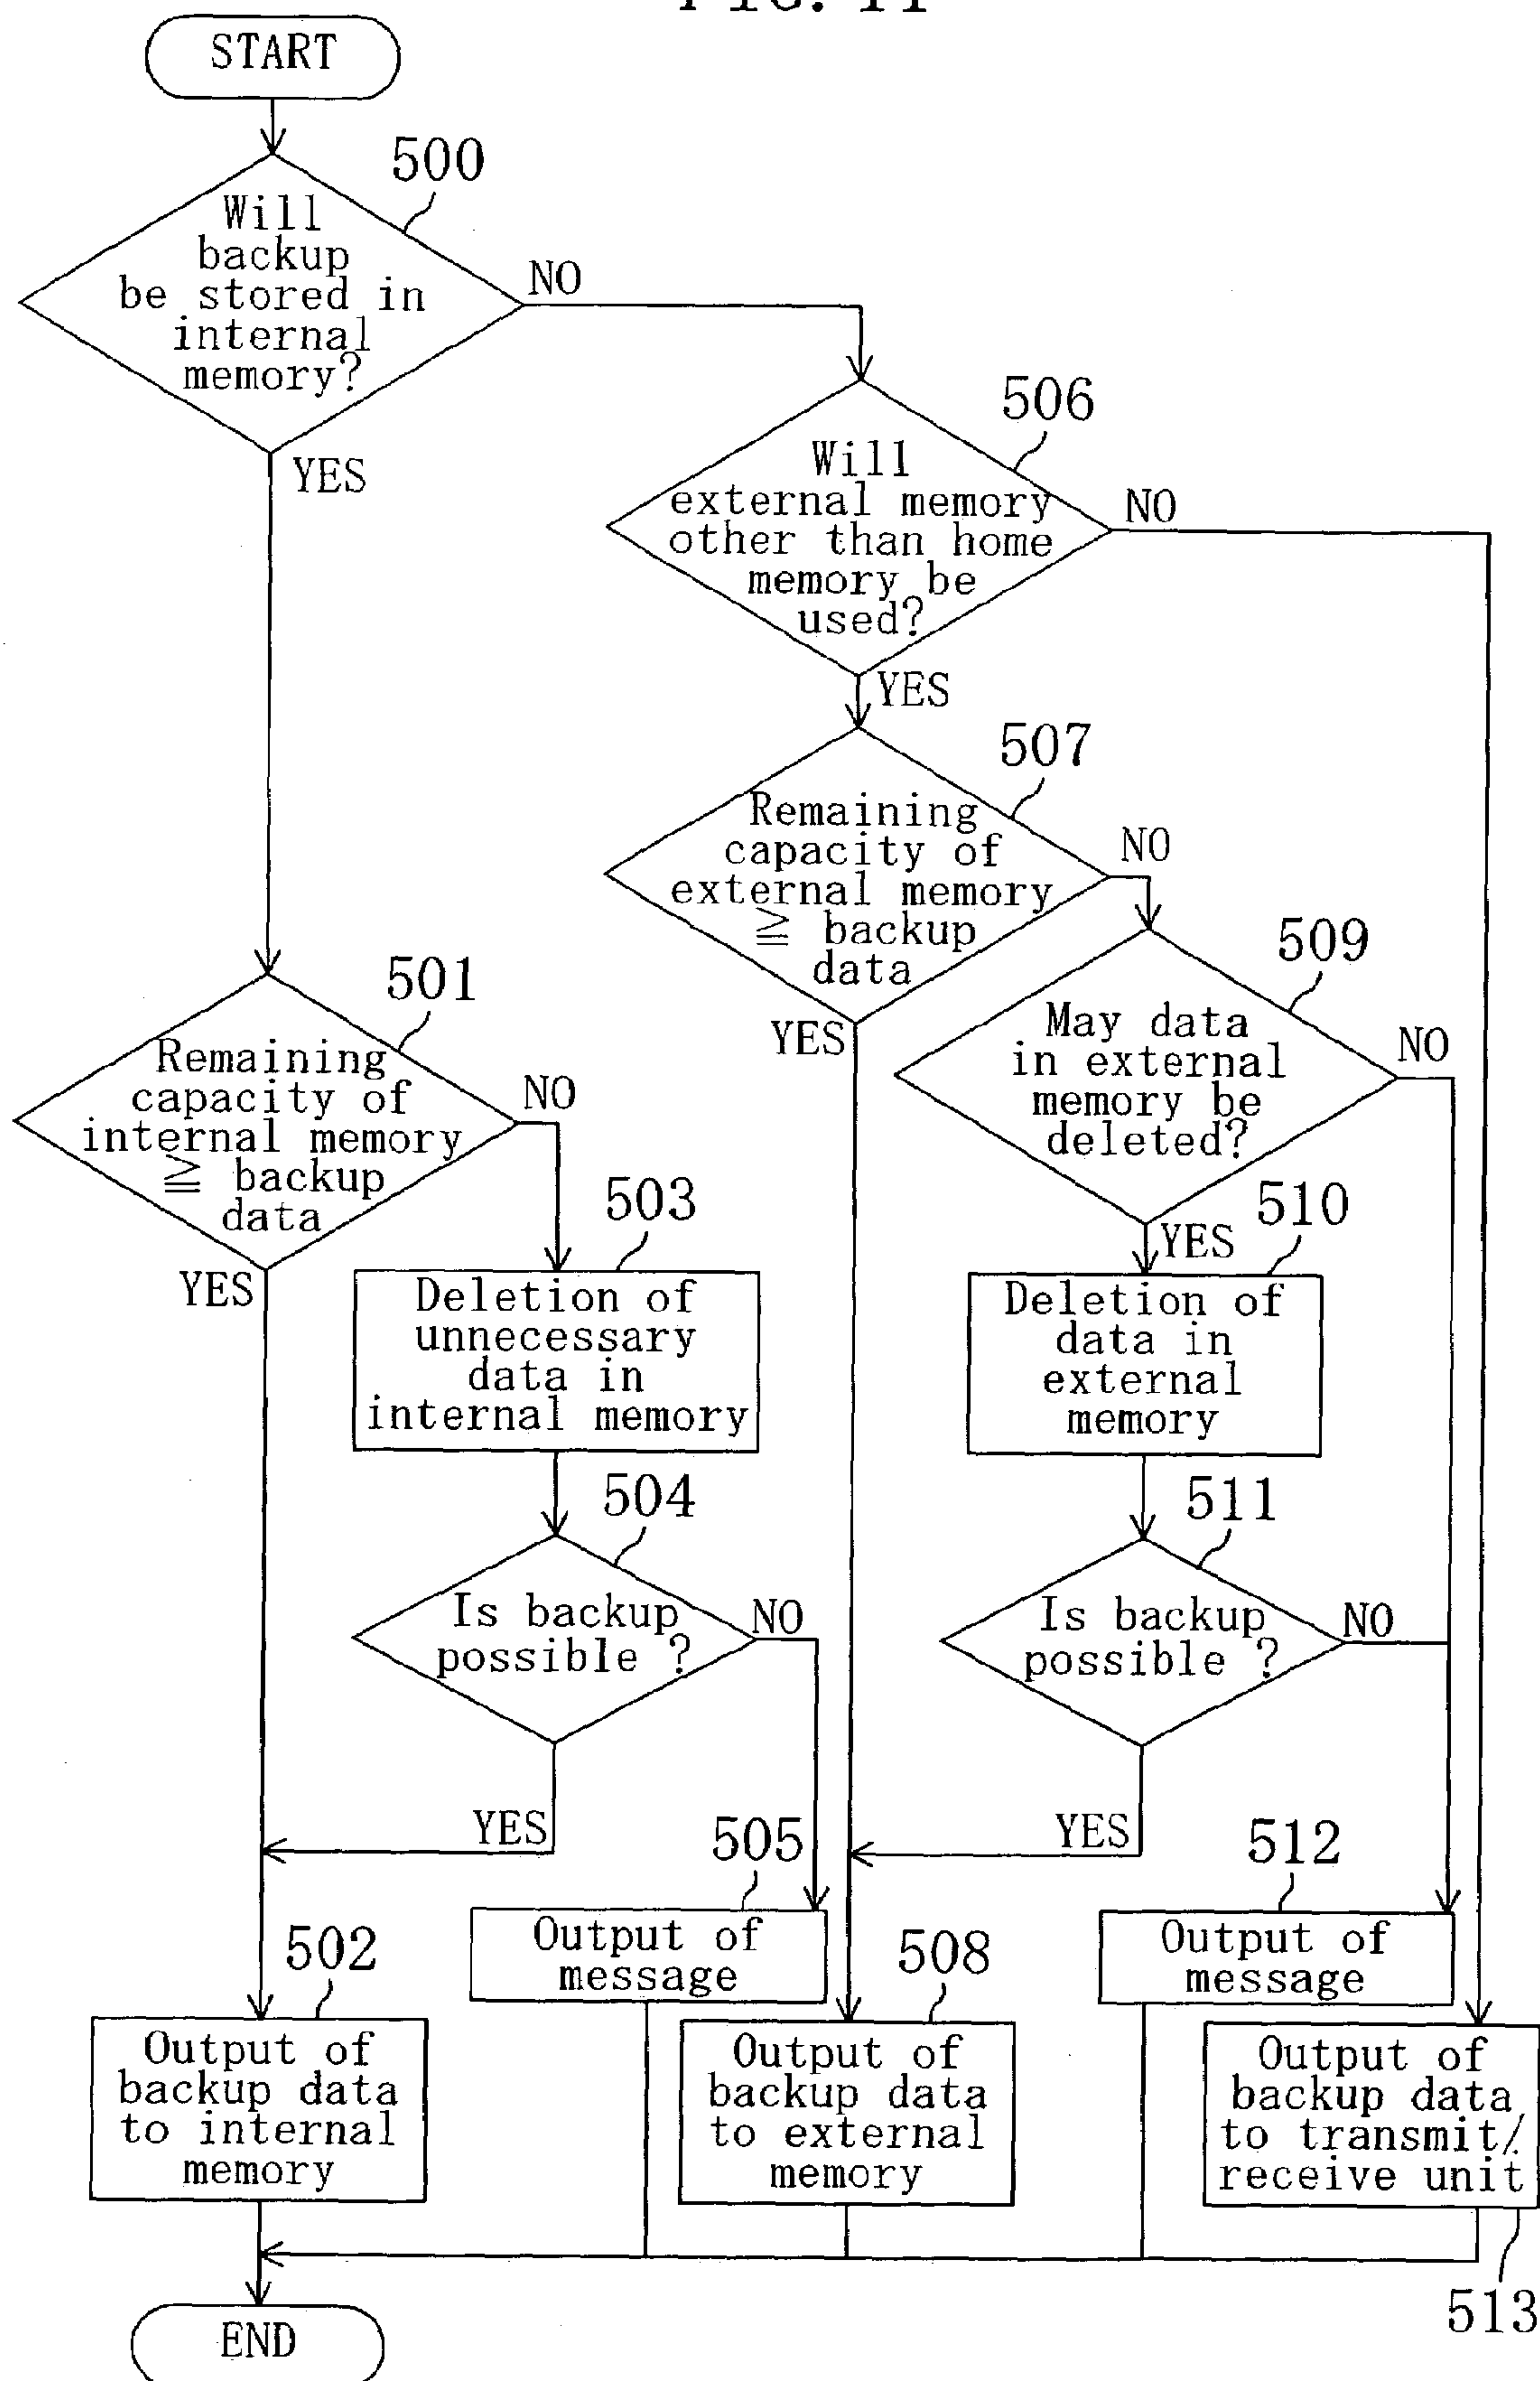 START
500
Will
backup
be stored in
internal
memory?
NO
YES
506
Will
external memory
other than home
memory be
used?
NO
YES
507
Remaining
capacity of
external memory
≧ backup
data
NO
YES
509
May data
in external
memory be
deleted?
NO
YES
501
Remaining
capacity of
internal memory
≧ backup
data
NO
YES
503
Deletion of
unnecessary
data in
internal memory
510
Deletion of
data in
external
memory
504
Is backup
possible ?
NO
YES
511
Is backup
possible ?
NO
YES
505
Output of
message
512
Output of
message
502
Output of
backup data
to internal
memory
508
Output of
backup data
to external
memory
Output of
backup data
to transmit/
receive unit
513
END